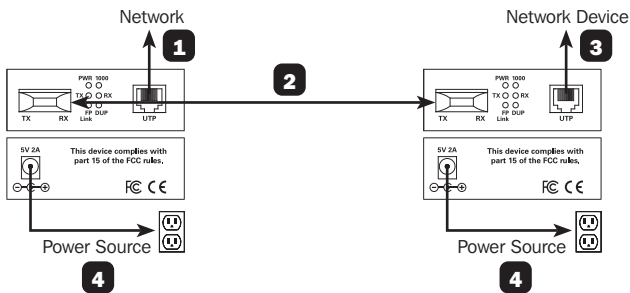 Network
1
Network Device
3
2
PWR 1000
TX RX
FP DUP
Link
TX RX
UTP
PWR 1000
TX RX
FP DUP
Link
TX RX
UTP
5V 2A
This device complies with
part 15 of the FCC rules,
FC CE
5V 2A
This device complies with
part 15 of the FCC rules,
FC CE
Power Source
4
Power Source
4